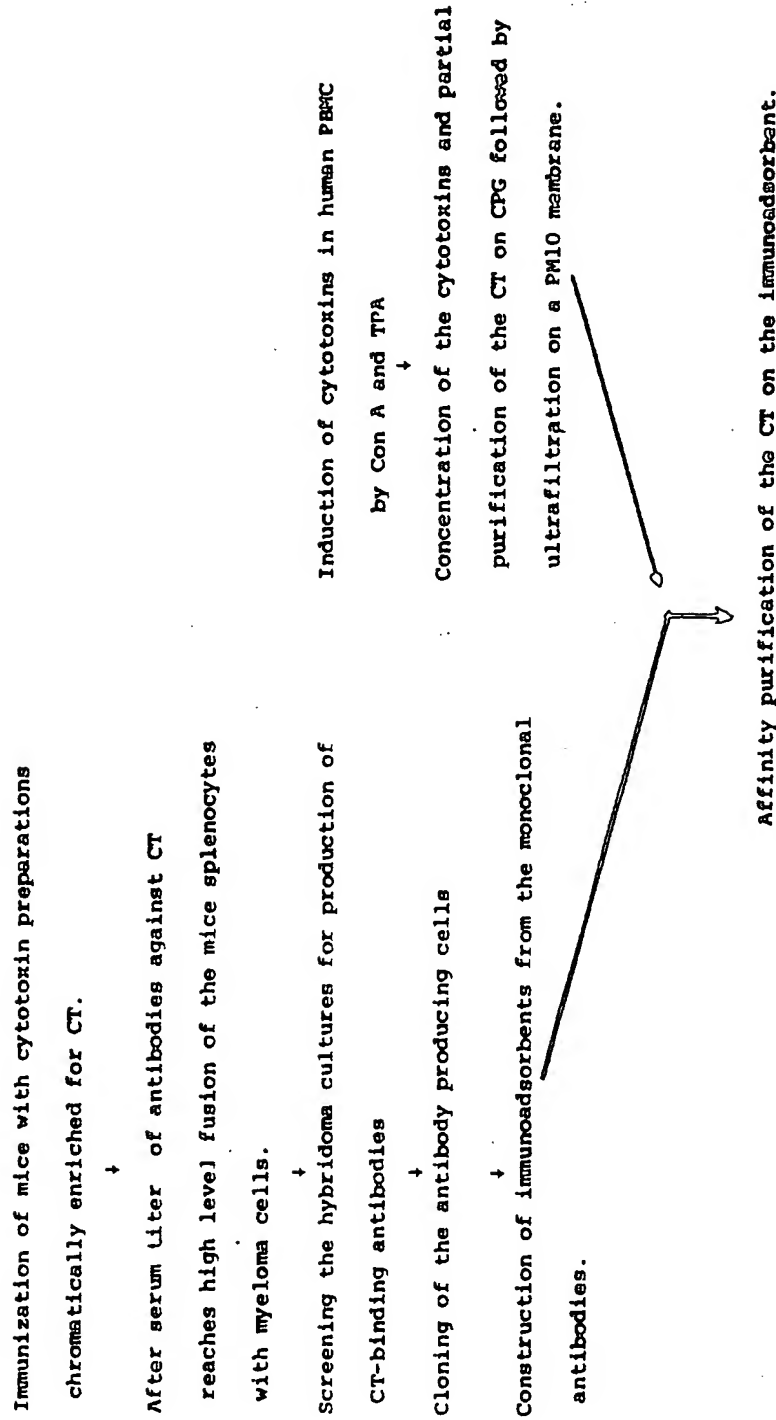 Immunization of mice with cytotoxin preparations
chromatically enriched for CT.
After serum titer of antibodies against CT
reaches high level fusion of the mice splenocytes
with myeloma cells.
Screening the hybridoma cultures for production of
CT-binding antibodies
Cloning of the antibody producing cells
Construction of immunoadsorbents from the monoclonal
antibodies.
Induction of cytotoxins in human PBMC
by Con A and TPA
Concentration of the cytotoxins and partial
purification of the CT on CPG followed by
ultrafiltration on a PM10 membrane.
Affinity purification of the CT on the immunoadsorbent.